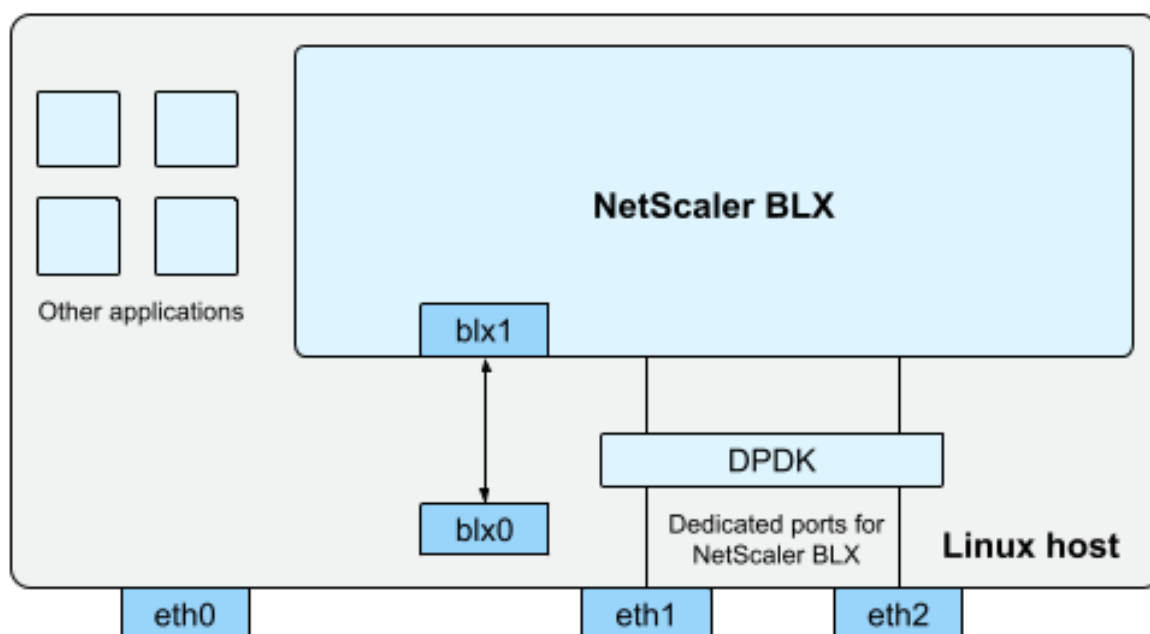 NetScaler BLX
Other applications
blx1
DPDK
blx0
Dedicated ports for
NetScaler BLX
Linux host
eth0
eth1
eth2